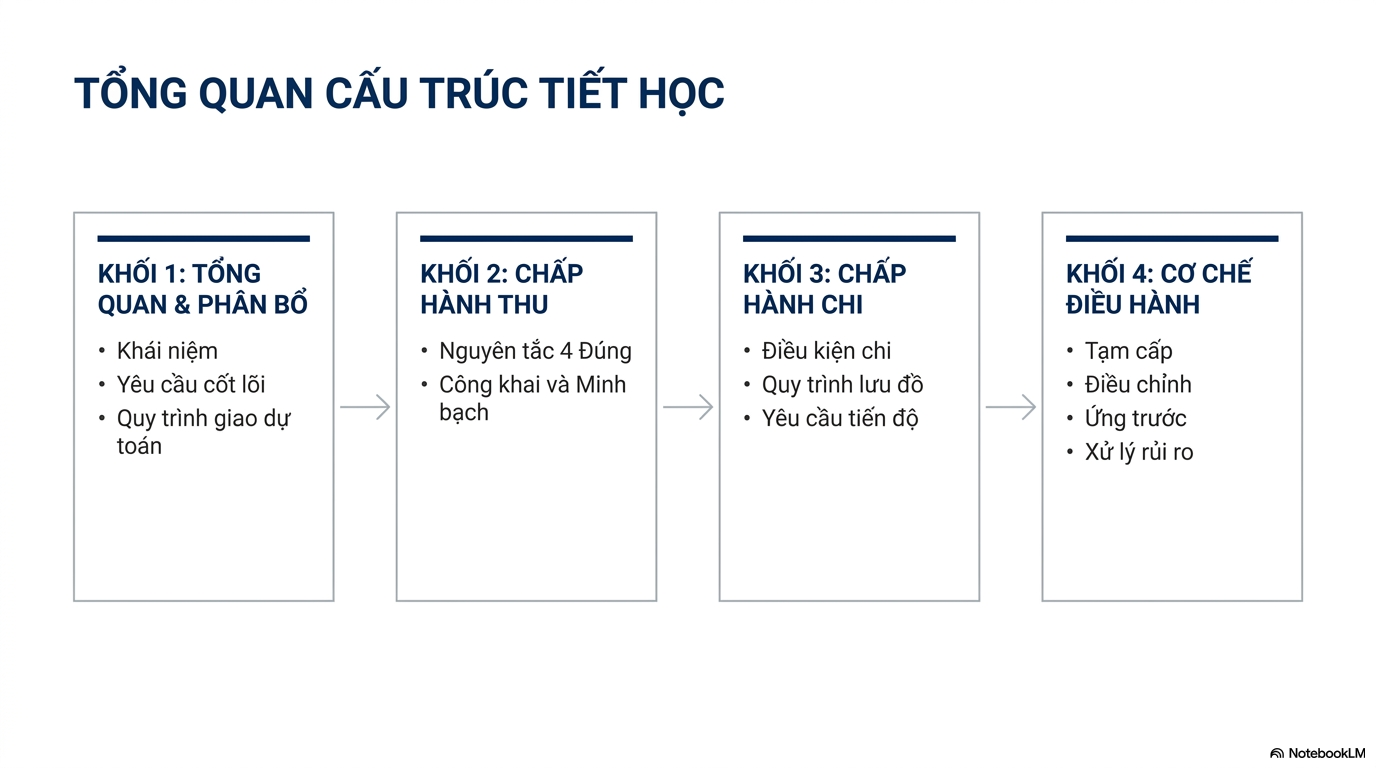 TỔNG QUAN CẤU TRÚC TIẾT HỌC
KHỐI 1: TỔNG
QUAN & PHÂN BỔ
• Khái niệm
• Yêu cầu cốt lõi
• Quy trình giao dự
toán
KHỐI 2: CHẤP
HÀNH THU
• Nguyên tắc 4 Đúng
• Công khai và Minh
bạch
KHỐI 3: CHẤP
HÀNH CHI
• Điều kiện chi
• Quy trình lưu đồ
• Yêu cầu tiến độ
KHỐI 4: CƠ CHẾ
ĐIỀU HÀNH
• Tạm cấp
• Điều chỉnh
• Ứng trước
• Xử lý rủi ro
NotebookLM